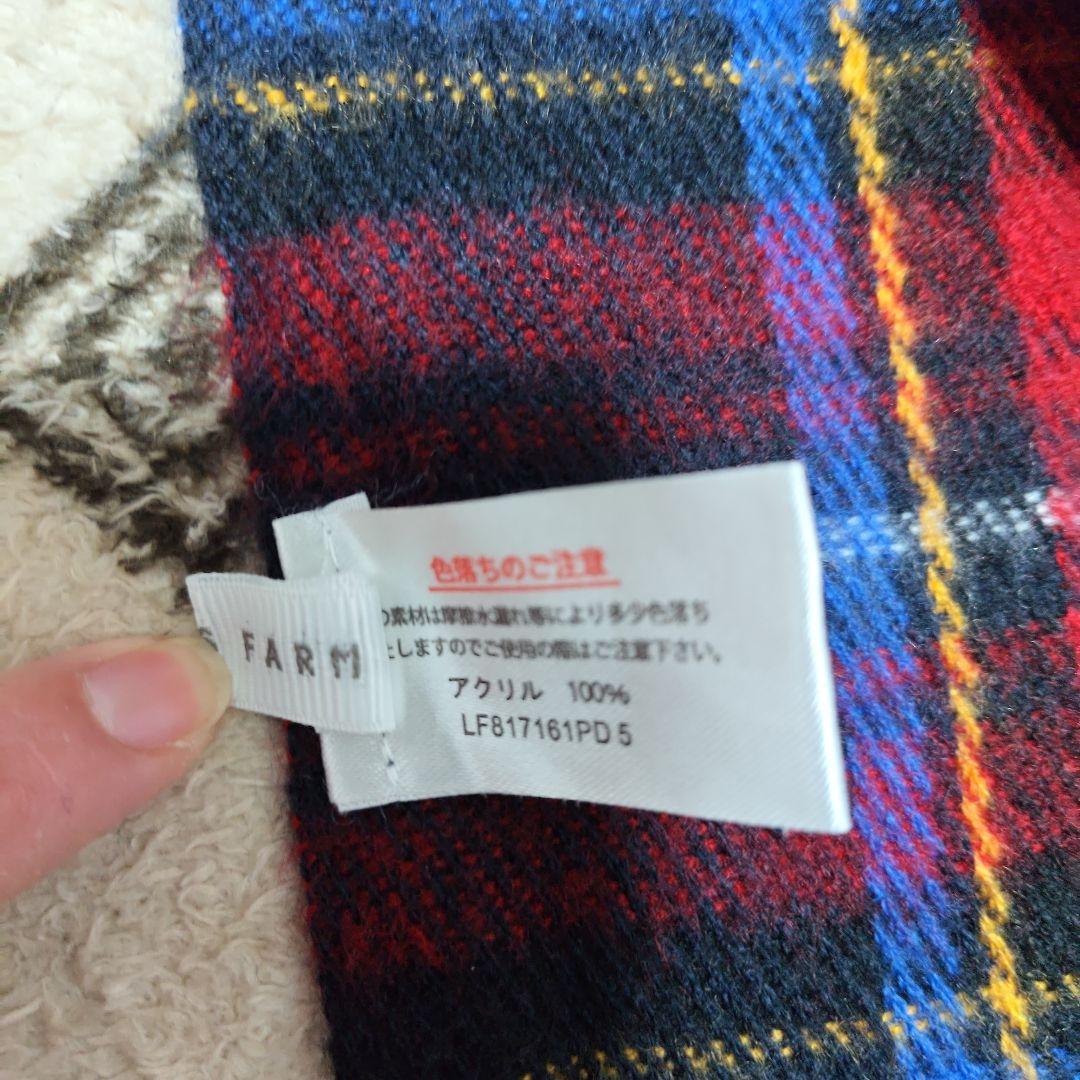 色落ちのご注意
の素材は摩擦水濡れ等により多少色落ち
しますのでご使用の際はご注意下さい。
アクリル 100%
LF817161PD 5
FARM